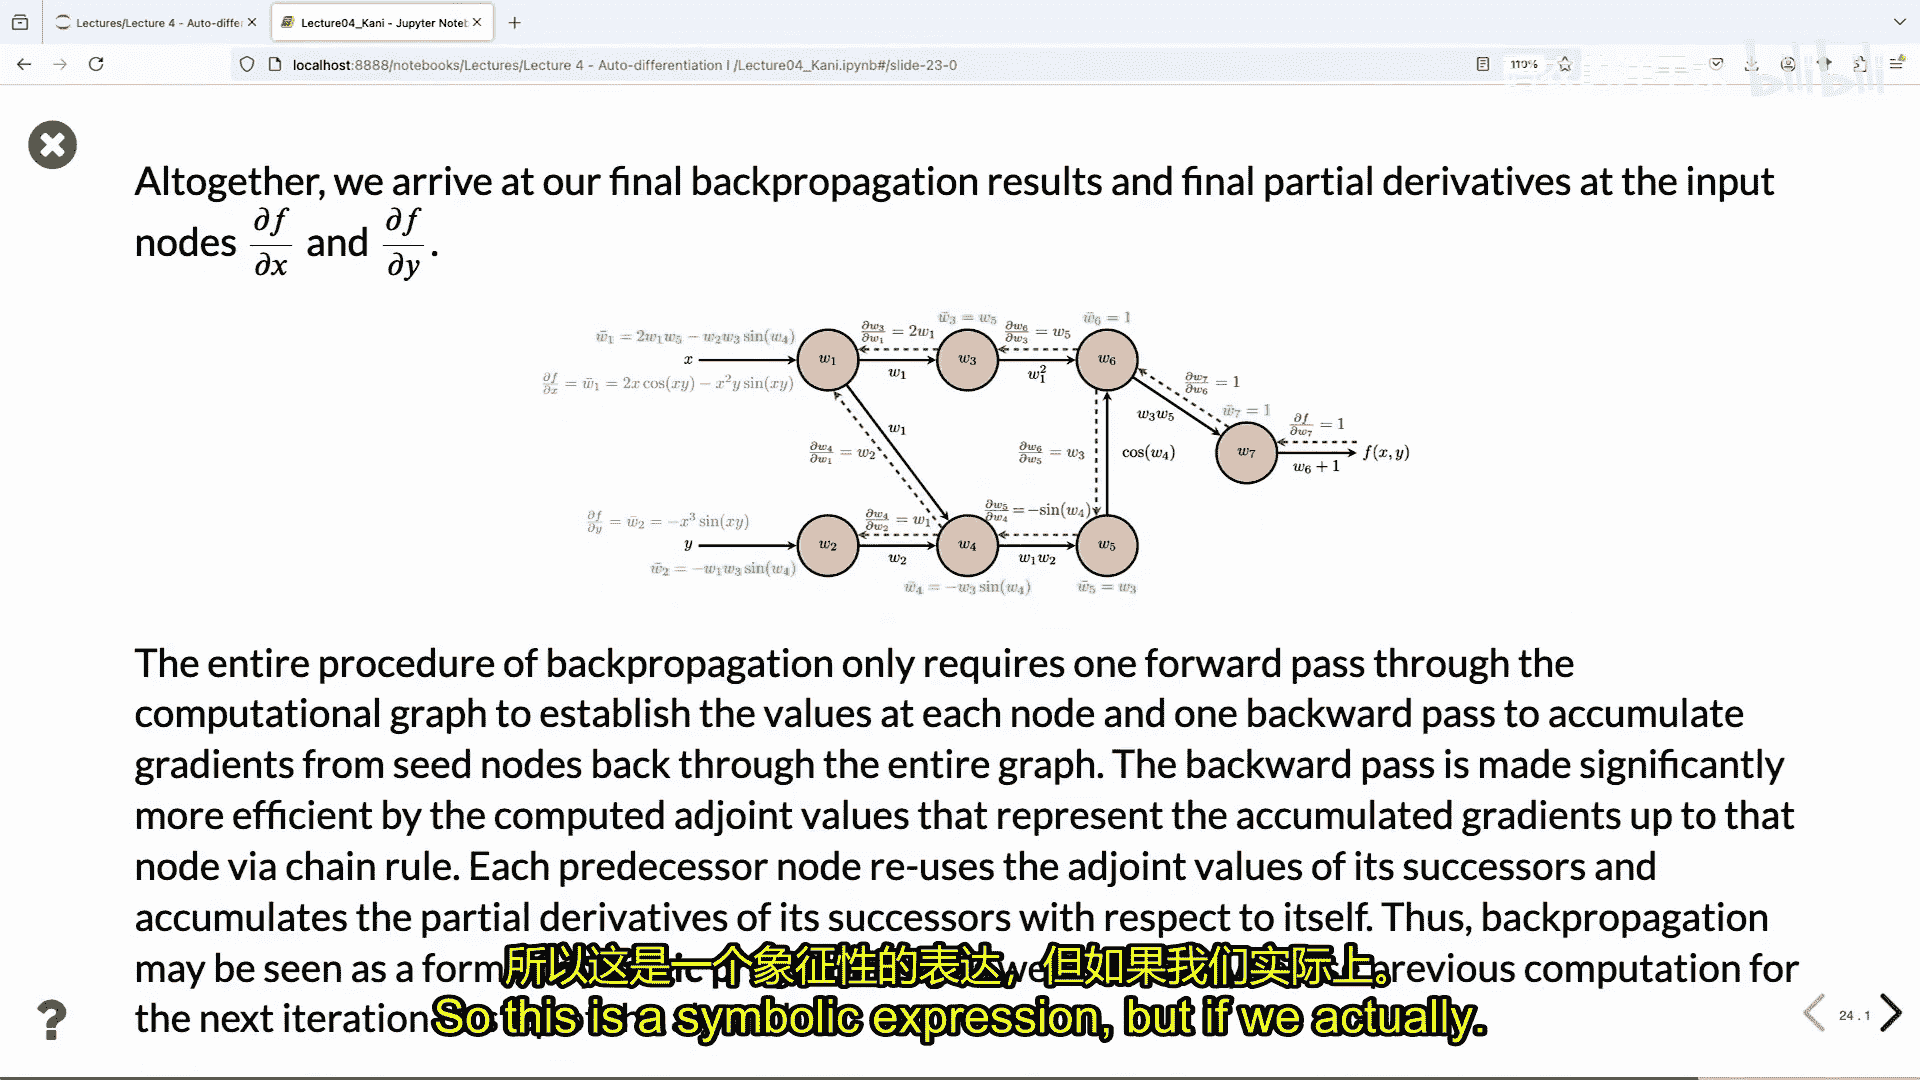 Lectures/Lecture 4 - Auto-differe
Lecture04_Kani - Jupyter Noteb
localhost:8888/notebooks/Lectures/Lecture 4 - Auto-differentiation I /Lecture04_Kani.ipynb#/slide-23-0
110%
bilibili
Altogether, we arrive at our final backpropagation results and final partial derivatives at the input
nodes ∂f/∂x and ∂f/∂y.
w̄₁ = 2w₁w₅ − w₂w₃ sin(w₄)
x
∂f/∂x = w̄₁ = 2x cos(xy) − x²y sin(xy)
w₁
∂w₃/∂w₁ = 2w₁
w₁
w̄₃ = w₅
w₃
∂w₆/∂w₃ = w₅
w₁²
w̄₆ = 1
w₆
∂w₇/∂w₆ = 1
w₃w₅
w̄₇ = 1
w₇
∂f/∂w₇ = 1
w₆ + 1
f(x, y)
w₁
∂w₄/∂w₁ = w₂
∂w₆/∂w₅ = w₃
cos(w₄)
∂f/∂y = w̄₂ = −x³ sin(xy)
y
w̄₂ = −w₁w₃ sin(w₄)
w₂
∂w₄/∂w₂ = w₁
w₂
w₄
w̄₄ = −w₃ sin(w₄)
∂w₅/∂w₄ = −sin(w₄)
w₁w₂
w₅
w̄₅ = w₃
The entire procedure of backpropagation only requires one forward pass through the
computational graph to establish the values at each node and one backward pass to accumulate
gradients from seed nodes back through the entire graph. The backward pass is made significantly
more efficient by the computed adjoint values that represent the accumulated gradients up to that
node via chain rule. Each predecessor node re-uses the adjoint values of its successors and
accumulates the partial derivatives of its successors with respect to itself. Thus, backpropagation
may be seen as a form we previous computation for
the next iteration
所以这是一个象征性的表达，但如果我们实际上。
So this is a symbolic expression, but if we actually.
24 . 1